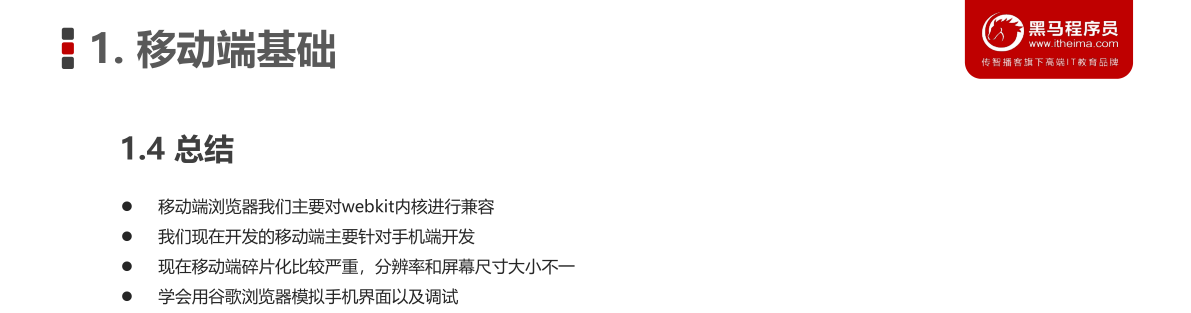 1. 移动端基础
黑马程序员
www.itheima.com
传智播客旗下高端IT教育品牌
1.4 总结
● 移动端浏览器我们主要对webkit内核进行兼容
● 我们现在开发的移动端主要针对手机端开发
● 现在移动端碎片化比较严重，分辨率和屏幕尺寸大小不一
● 学会用谷歌浏览器模拟手机界面以及调试